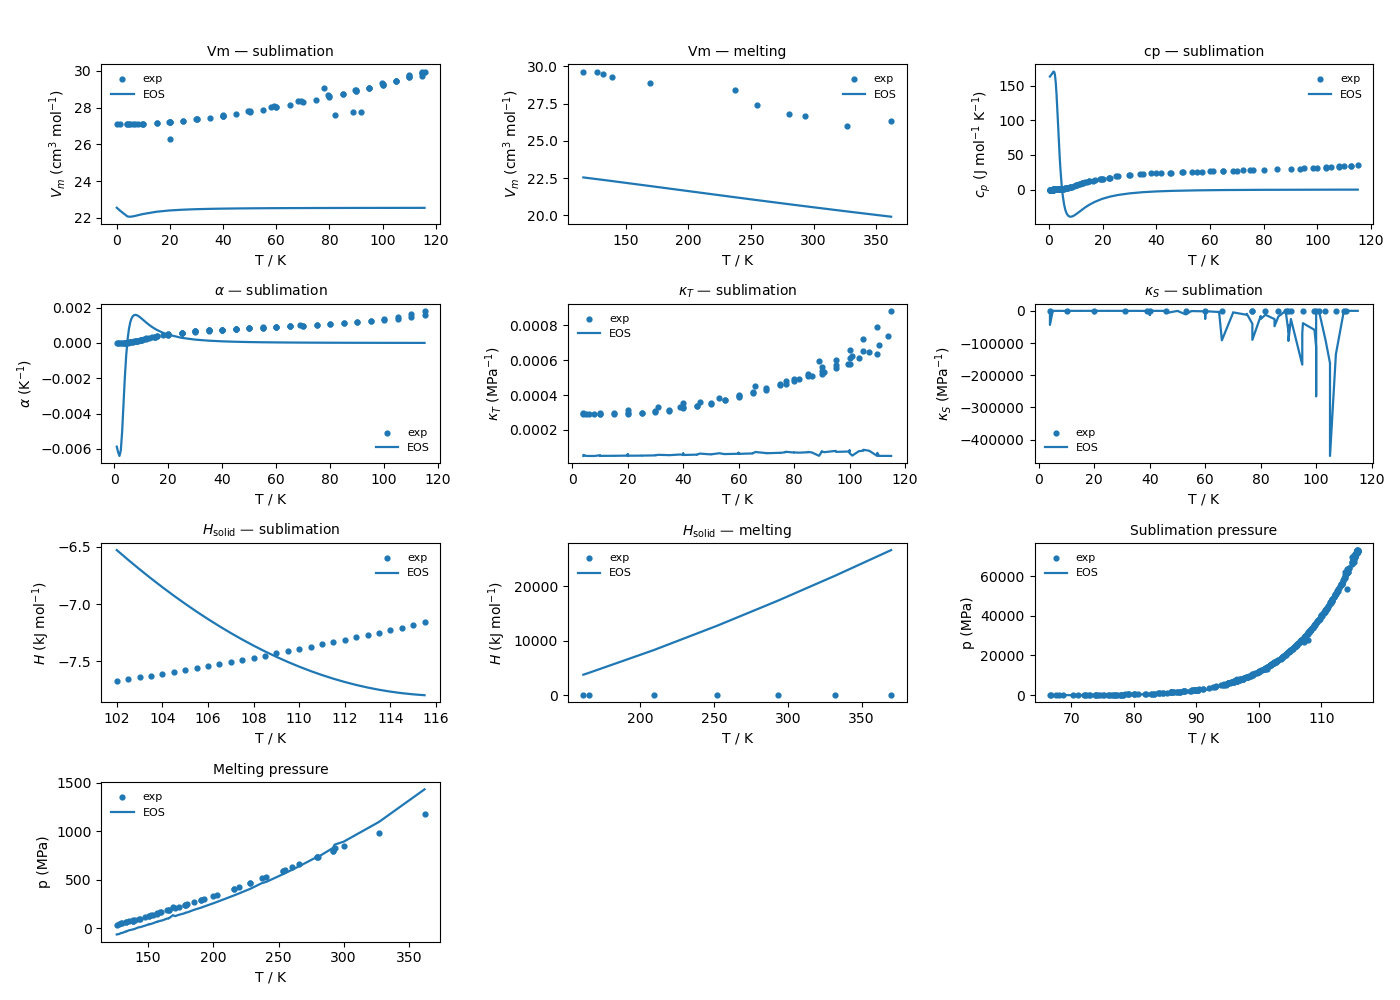 Vm — sublimation
V_m (cm³ mol⁻¹)
30
28
26
24
22
exp
EOS
0 20 40 60 80 100 120
T / K
Vm — melting
V_m (cm³ mol⁻¹)
30.0
27.5
25.0
22.5
20.0
exp
EOS
150 200 250 300 350
T / K
cp — sublimation
c_p (J mol⁻¹ K⁻¹)
150
100
50
0
exp
EOS
0 20 40 60 80 100 120
T / K
α — sublimation
α (K⁻¹)
0.002
0.000
−0.002
−0.004
−0.006
exp
EOS
0 20 40 60 80 100 120
T / K
κ_T — sublimation
κ_T (MPa⁻¹)
0.0008
0.0006
0.0004
0.0002
exp
EOS
0 20 40 60 80 100 120
T / K
κ_S — sublimation
κ_S (MPa⁻¹)
0
−100000
−200000
−300000
−400000
exp
EOS
0 20 40 60 80 100 120
T / K
H_solid — sublimation
H (kJ mol⁻¹)
−6.5
−7.0
−7.5
exp
EOS
102 104 106 108 110 112 114 116
T / K
H_solid — melting
H (kJ mol⁻¹)
20000
10000
0
exp
EOS
200 250 300 350
T / K
Sublimation pressure
p (MPa)
60000
40000
20000
0
exp
EOS
70 80 90 100 110
T / K
Melting pressure
p (MPa)
1500
1000
500
0
exp
EOS
150 200 250 300 350
T / K